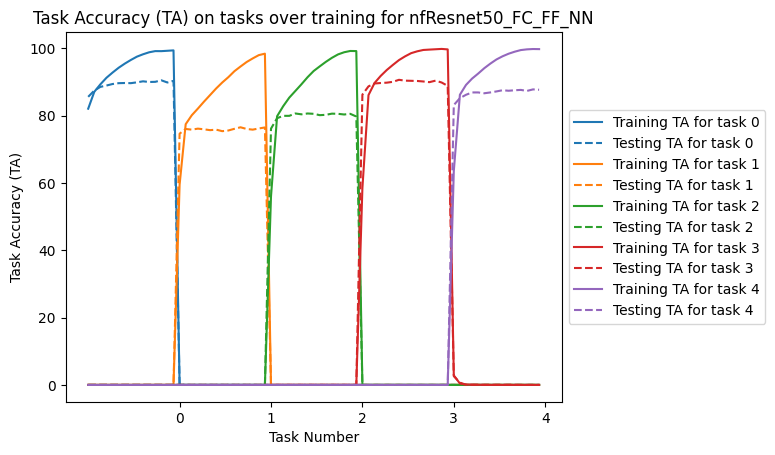 Task Accuracy (TA) on tasks over training for nfResnet50_FC_FF_NN
Task Accuracy (TA)
100
80
60
40
20
0
0 1 2 3 4
Task Number
Training TA for task 0
Testing TA for task 0
Training TA for task 1
Testing TA for task 1
Training TA for task 2
Testing TA for task 2
Training TA for task 3
Testing TA for task 3
Training TA for task 4
Testing TA for task 4